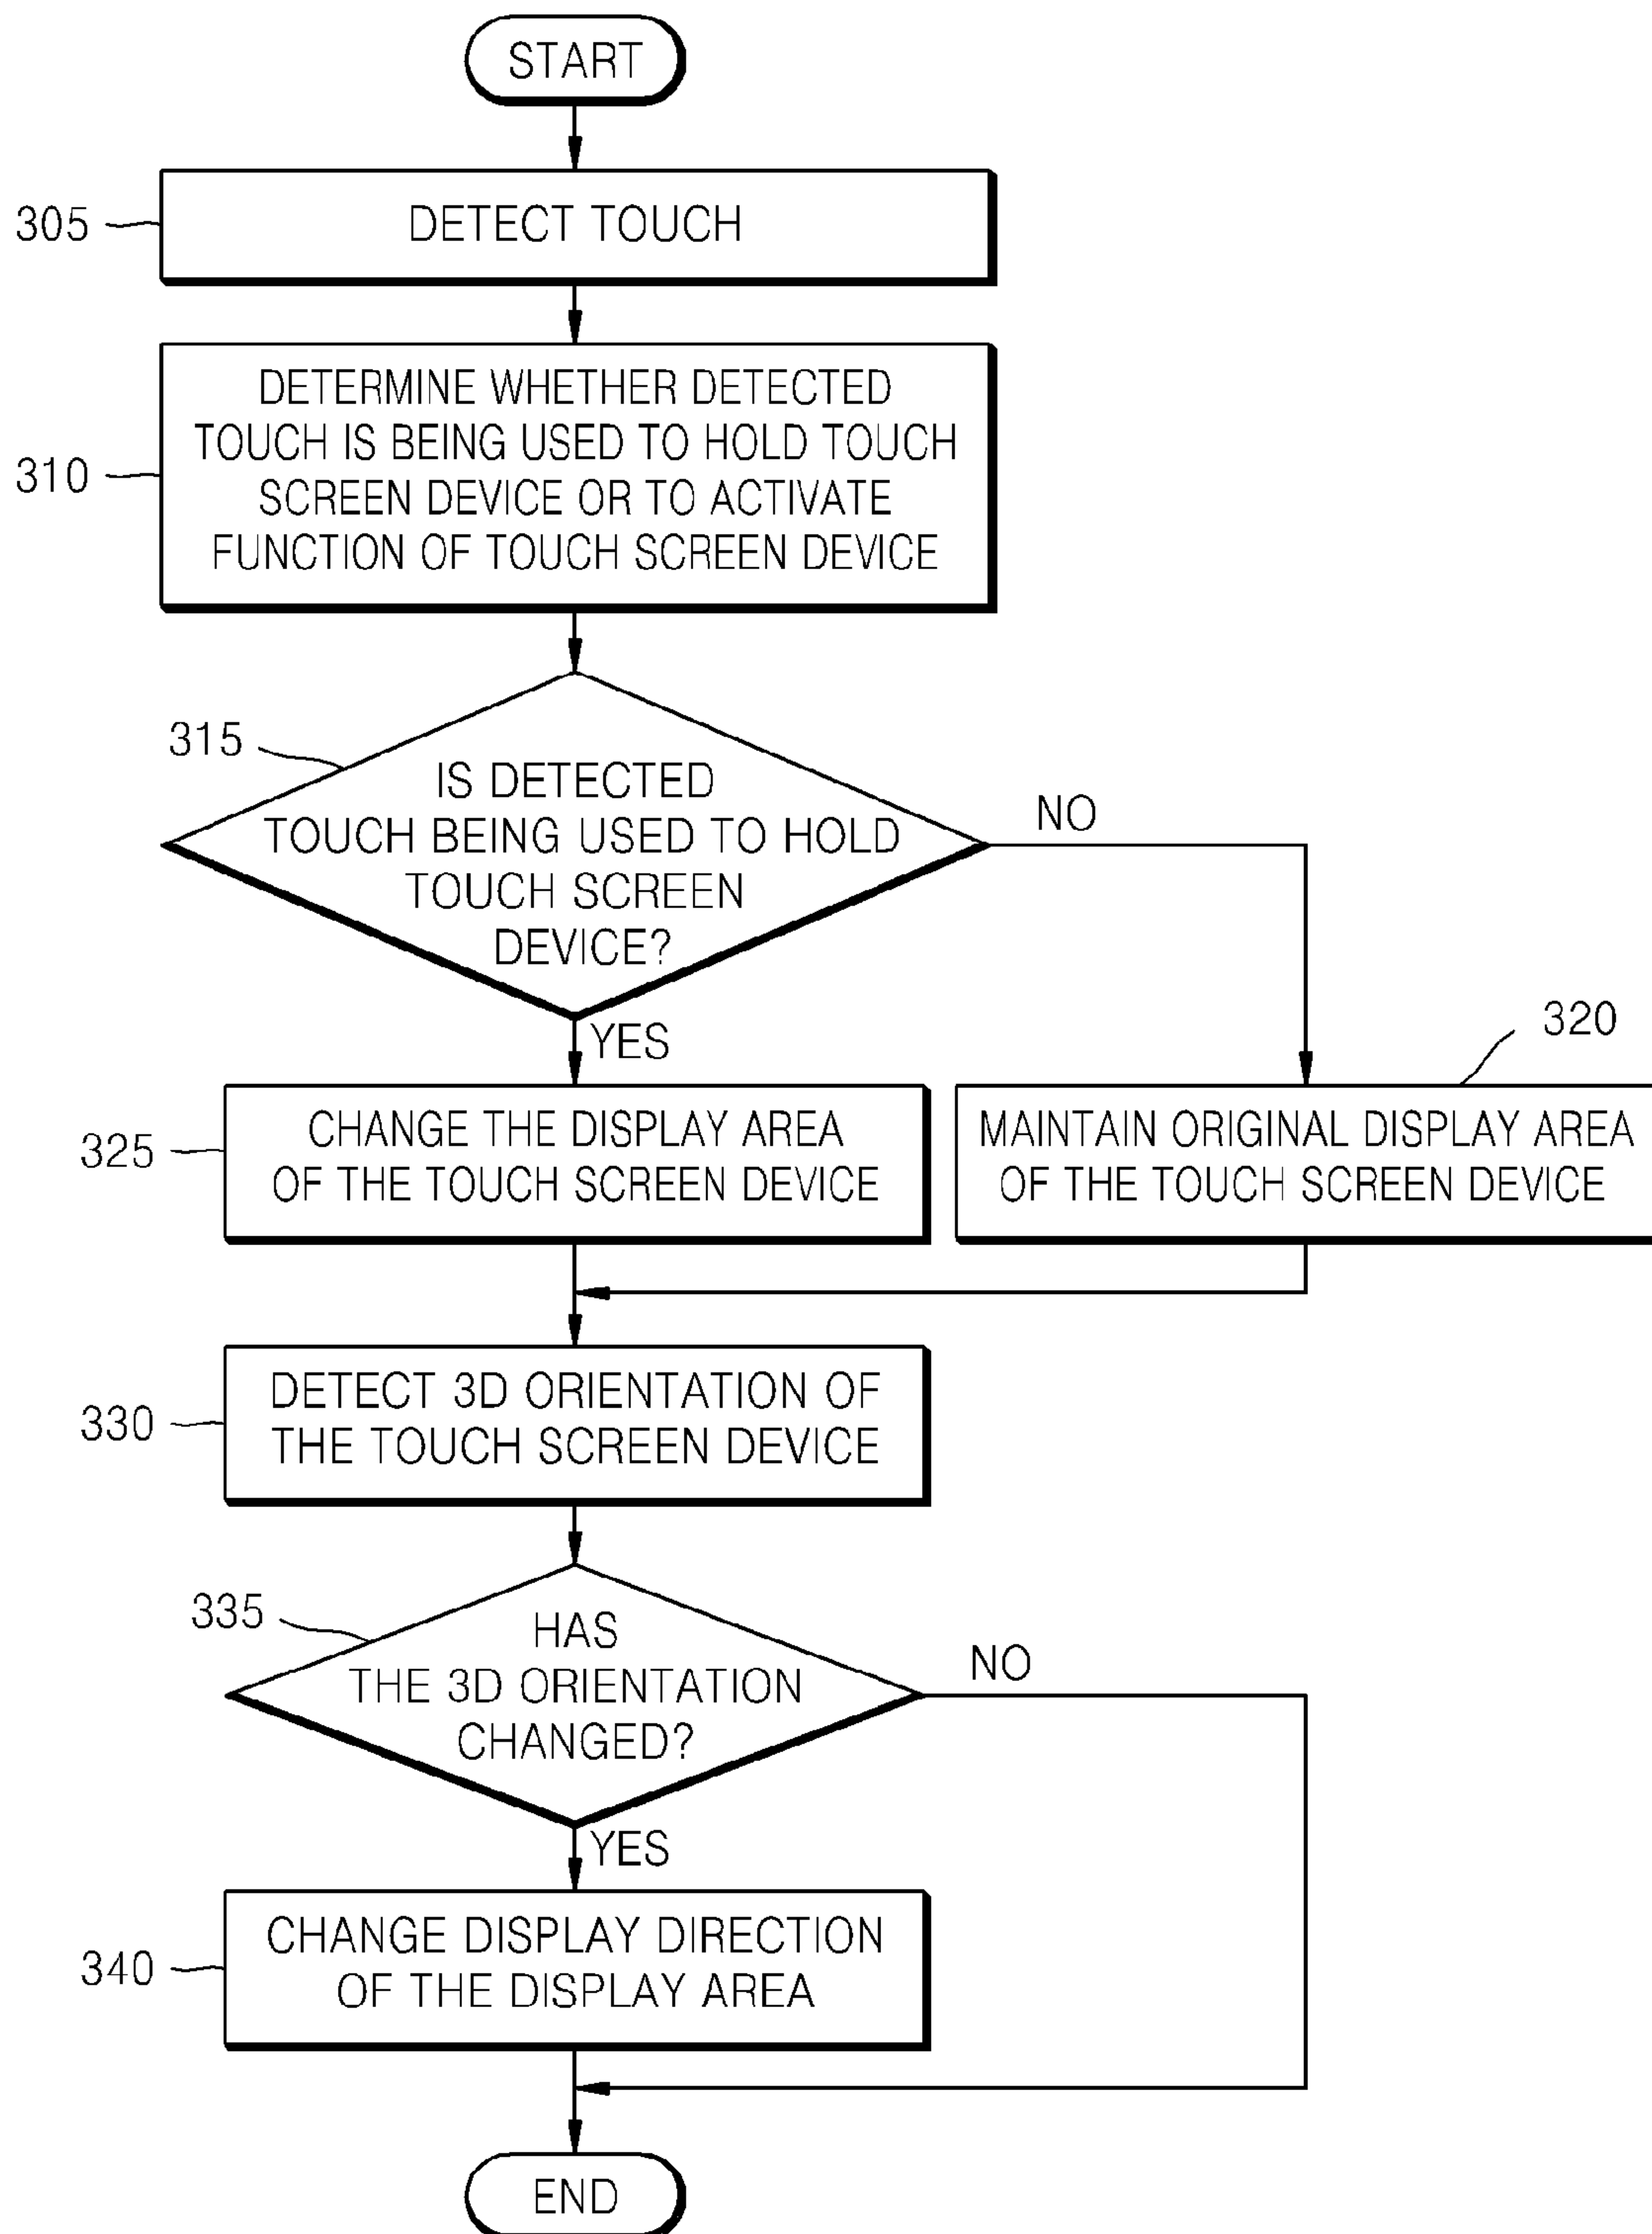 START
305
DETECT TOUCH
310
DETERMINE WHETHER DETECTED
TOUCH IS BEING USED TO HOLD TOUCH
SCREEN DEVICE OR TO ACTIVATE
FUNCTION OF TOUCH SCREEN DEVICE
315
IS DETECTED
TOUCH BEING USED TO HOLD
TOUCH SCREEN
DEVICE?
NO
YES
320
325
CHANGE THE DISPLAY AREA
OF THE TOUCH SCREEN DEVICE
MAINTAIN ORIGINAL DISPLAY AREA
OF THE TOUCH SCREEN DEVICE
330
DETECT 3D ORIENTATION OF
THE TOUCH SCREEN DEVICE
335
HAS
THE 3D ORIENTATION
CHANGED?
NO
YES
340
CHANGE DISPLAY DIRECTION
OF THE DISPLAY AREA
END